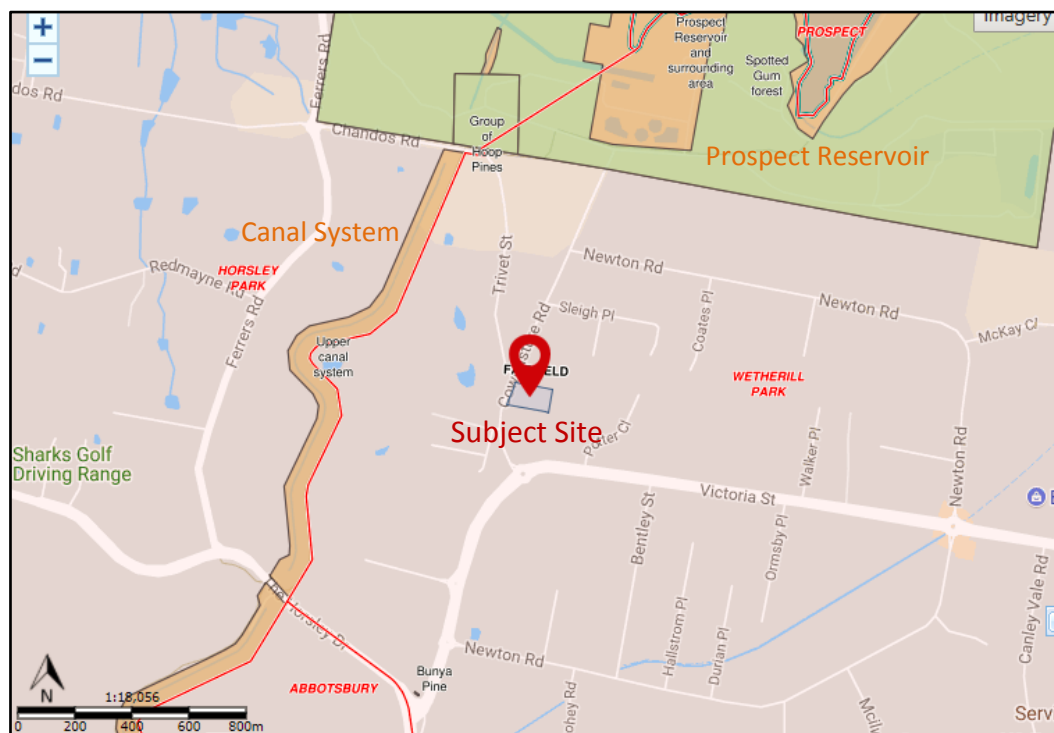 +
−
Imagery
PROSPECT
Prospect
Reservoir
and
surrounding
area
Spotted
Gum
forest
Ferrers Rd
Chandos Rd
Group
of
Hoop
Pines
Prospect Reservoir
Canal System
Redmayne Rd
HORSLEY
PARK
Ferrers Rd
Trivet St
Newton Rd
Newton Rd
Sleigh Pl
Coates Pl
McKay Cl
Upper
canal
system
WETHERILL
PARK
Subject Site
Potter Cl
Walker Pl
Newton Rd
Sharks Golf
Driving Range
Victoria St
Bentley St
Ormsby Pl
Horsley Dr
Hallstrom Pl
Durian Pl
Canley Vale Rd
Newton Rd
Bunya
Pine
ABBOTSBURY
N
1:18,056
0 200 400 600 800m
Serv